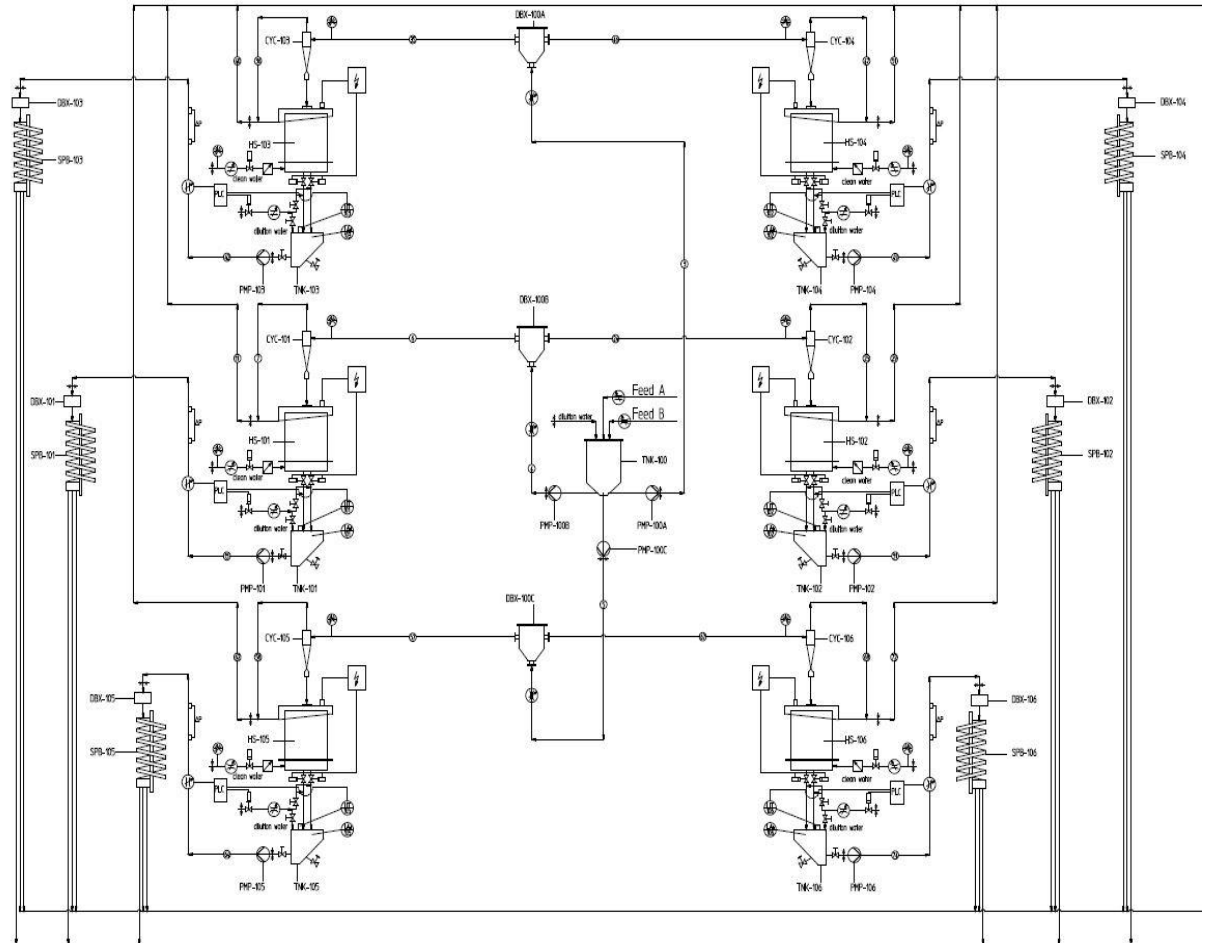 DBX-100A
CYC-103
CYC-104
DBX-103
DBX-104
ΔP
ΔP
HS-103
HS-104
SPB-103
SPB-104
clean water
clean water
PLC
PLC
dilution water
dilution water
PMP-103
TNK-103
TNK-104
PMP-104
DBX-100B
CYC-101
CYC-102
DBX-101
DBX-102
Feed A
dilution water
Feed B
ΔP
ΔP
HS-101
HS-102
SPB-101
SPB-102
TNK-100
clean water
clean water
PLC
PLC
dilution water
dilution water
PMP-100B
PMP-100A
PMP-100C
PMP-101
TNK-101
TNK-102
PMP-102
DBX-100C
CYC-105
CYC-106
DBX-105
DBX-106
ΔP
ΔP
HS-105
HS-106
SPB-105
SPB-106
clean water
clean water
PLC
PLC
dilution water
dilution water
PMP-105
TNK-105
TNK-106
PMP-106